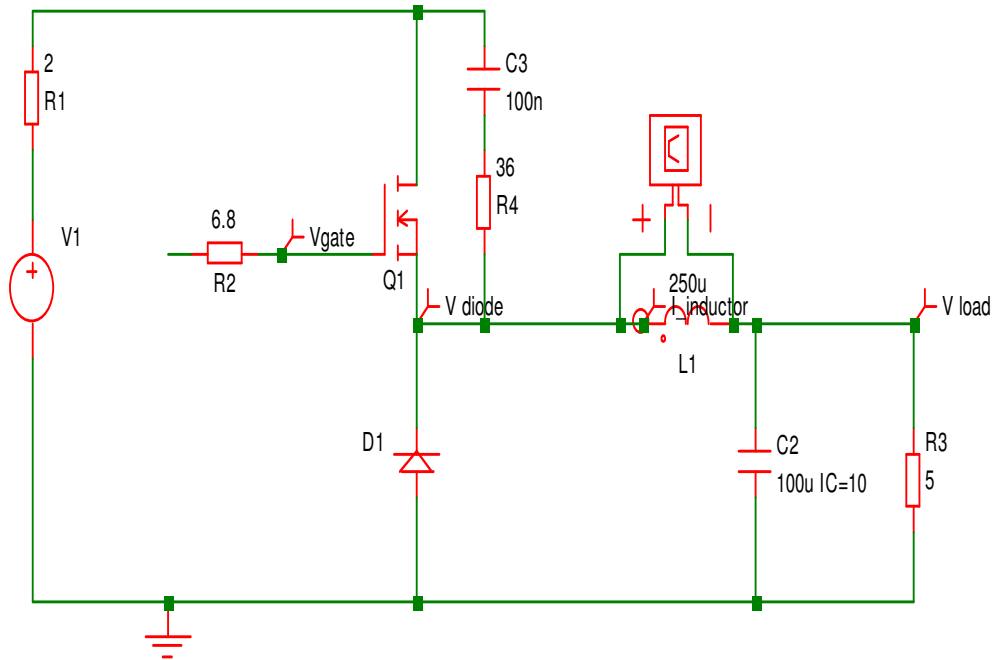 2
R1
V1
6.8
R2
Vgate
Q1
C3
100n
36
R4
+
V diode
250u
I_inductor
L1
V load
D1
C2
100u IC=10
R3
5